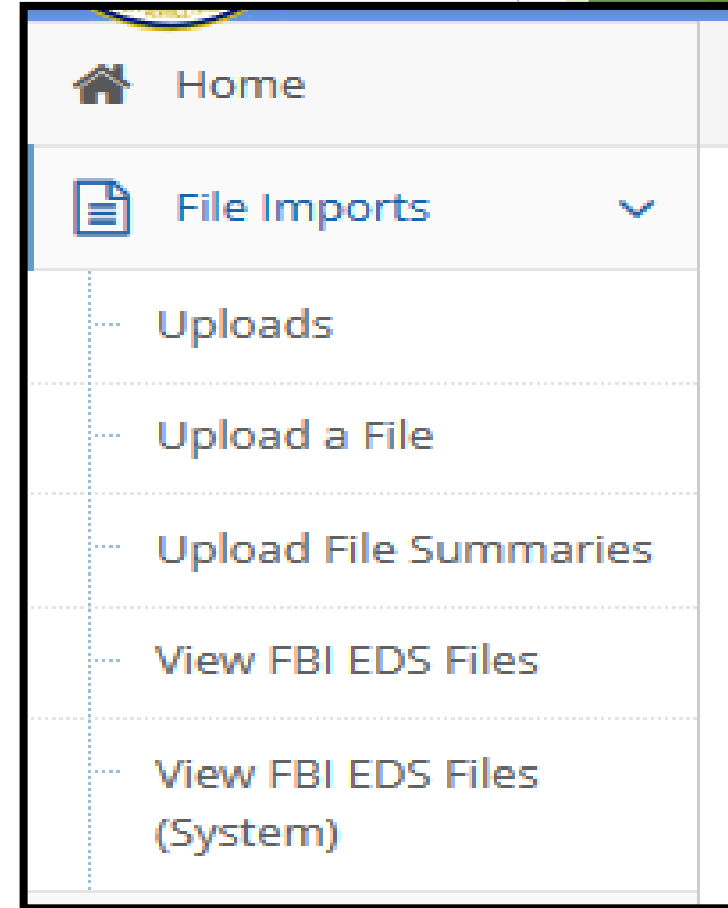 Home
File Imports
Uploads
Upload a File
Upload File Summaries
View FBI EDS Files
View FBI EDS Files
(System)